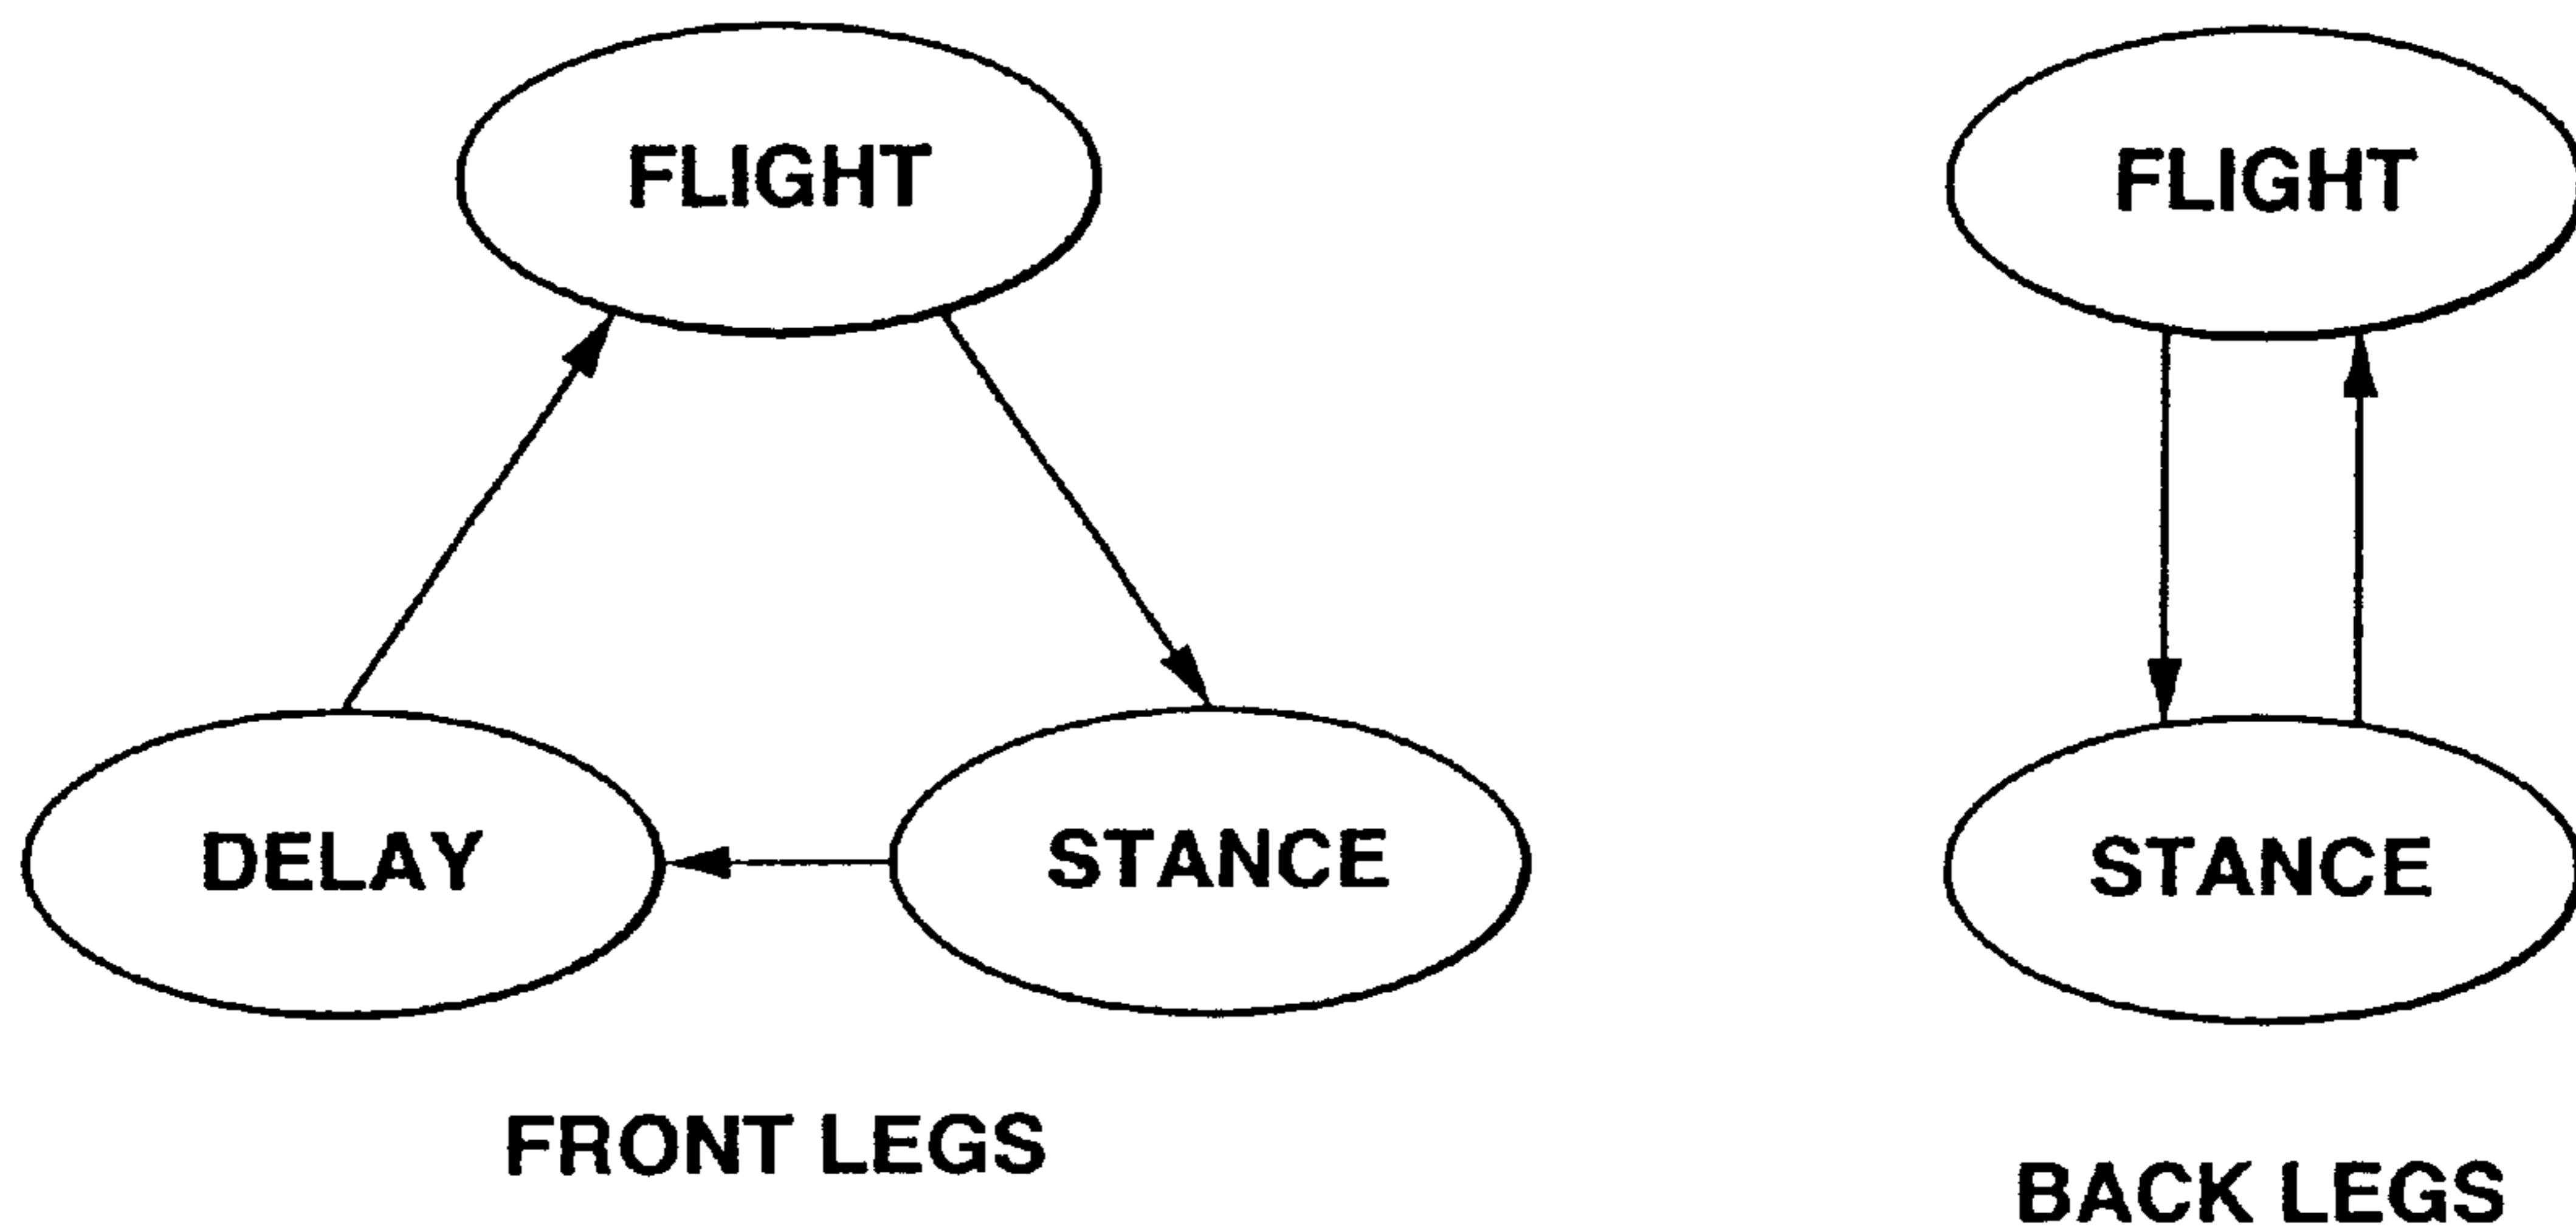 FLIGHT
DELAY
STANCE
FRONT LEGS
FLIGHT
STANCE
BACK LEGS